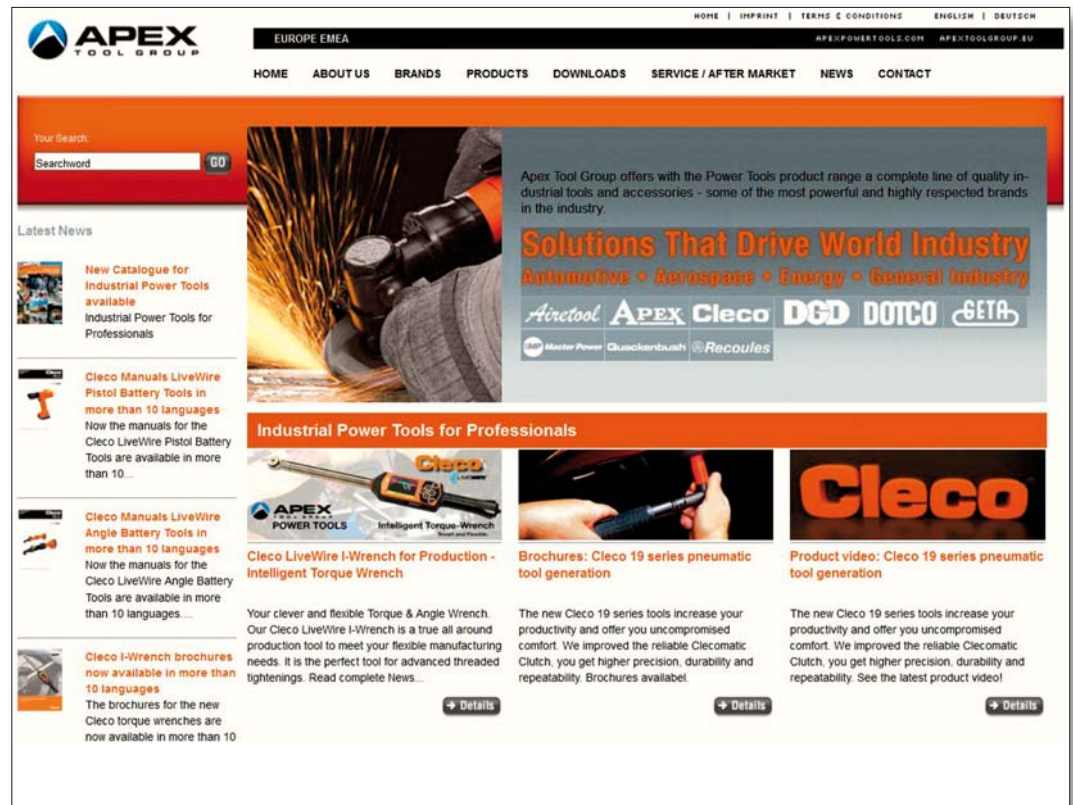 HOME | IMPRINT | TERMS & CONDITIONS ENGLISH | DEUTSCH
APEX
TOOL GROUP
EUROPE EMEA
APEXPOWERTOOLS.COM APEXTOOLGROUP.EU
HOME ABOUT US BRANDS PRODUCTS DOWNLOADS SERVICE / AFTER MARKET NEWS CONTACT
Your Search:
Searchword GO
Latest News
New Catalogue for
Industrial Power Tools
available
Industrial Power Tools for
Professionals
Cleco Manuals LiveWire
Pistol Battery Tools in
more than 10 languages
Now the manuals for the
Cleco LiveWire Pistol Battery
Tools are available in more
than 10...
Cleco Manuals LiveWire
Angle Battery Tools in
more than 10 languages
Now the manuals for the
Cleco LiveWire Angle Battery
Tools are available in more
than 10 languages....
Cleco I-Wrench brochures
now available in more than
10 languages
The brochures for the new
Cleco torque wrenches are
now available in more than 10
Apex Tool Group offers with the Power Tools product range a complete line of quality in-
dustrial tools and accessories - some of the most powerful and highly respected brands
in the industry.
Solutions That Drive World Industry
Automotive • Aerospace • Energy • General Industry
Airetool APEX Cleco DGD DOTCO GETA
MP Master Power Quackenbush Recoules
Industrial Power Tools for Professionals
Cleco
LIVEWIRE
APEX
TOOL GROUP
POWER TOOLS
Intelligent Torque-Wrench
Smart and Flexible.
Cleco LiveWire I-Wrench for Production -
Intelligent Torque Wrench
Your clever and flexible Torque & Angle Wrench.
Our Cleco LiveWire I-Wrench is a true all around
production tool to meet your flexible manufacturing
needs. It is the perfect tool for advanced threaded
tightenings. Read complete News...
Details
Brochures: Cleco 19 series pneumatic
tool generation
The new Cleco 19 series tools increase your
productivity and offer you uncompromised
comfort. We improved the reliable Clecomatic
Clutch, you get higher precision, durability and
repeatability. Brochures availabel.
Details
Cleco
Product video: Cleco 19 series pneumatic
tool generation
The new Cleco 19 series tools increase your
productivity and offer you uncompromised
comfort. We improved the reliable Clecomatic
Clutch, you get higher precision, durability and
repeatability. See the latest product video!
Details